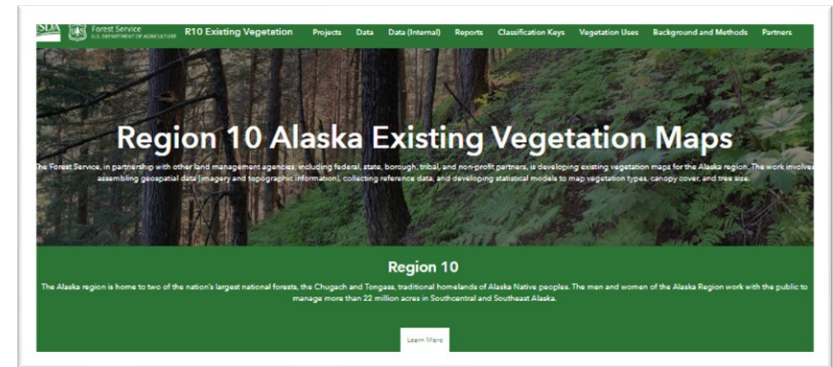 USDA Forest Service U.S. DEPARTMENT OF AGRICULTURE R10 Existing Vegetation Projects Data Data (Internal) Reports Classification Keys Vegetation Uses Background and Methods Partners
Region 10 Alaska Existing Vegetation Maps
The Forest Service, in partnership with other land management agencies, including federal, state, borough, tribal, and non-profit partners, is developing existing vegetation maps for the Alaska region. The work involves
assembling geospatial data (imagery and topographic information), collecting reference data, and developing statistical models to map vegetation types, canopy cover, and tree size.
Region 10
The Alaska region is home to two of the nation's largest national forests, the Chugach and Tongass, traditional homelands of Alaska Native peoples. The men and women of the Alaska Region work with the public to
manage more than 22 million acres in Southcentral and Southeast Alaska.
Learn More